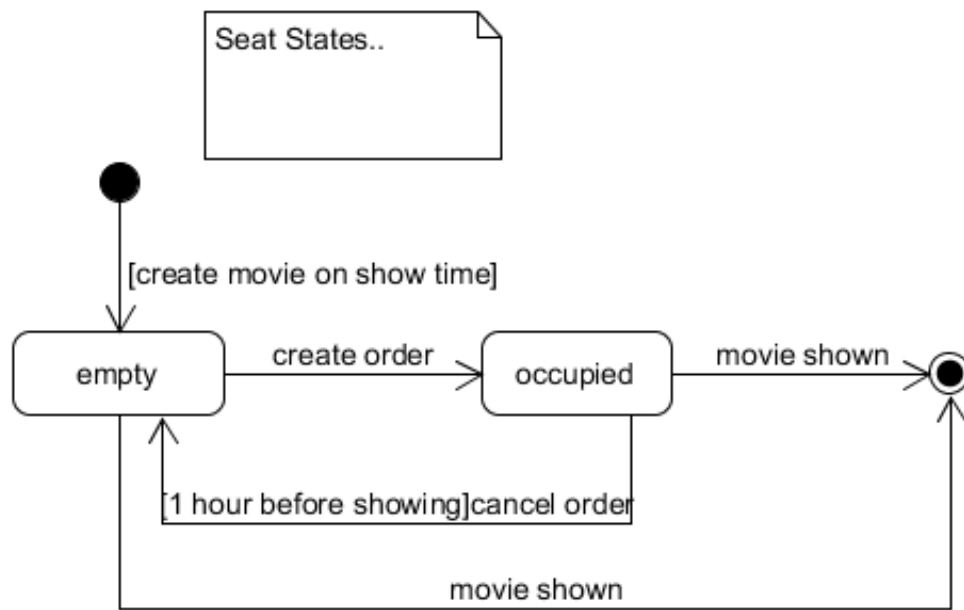 Seat States..
[create movie on show time]
empty
create order
occupied
movie shown
[1 hour before showing]cancel order
movie shown